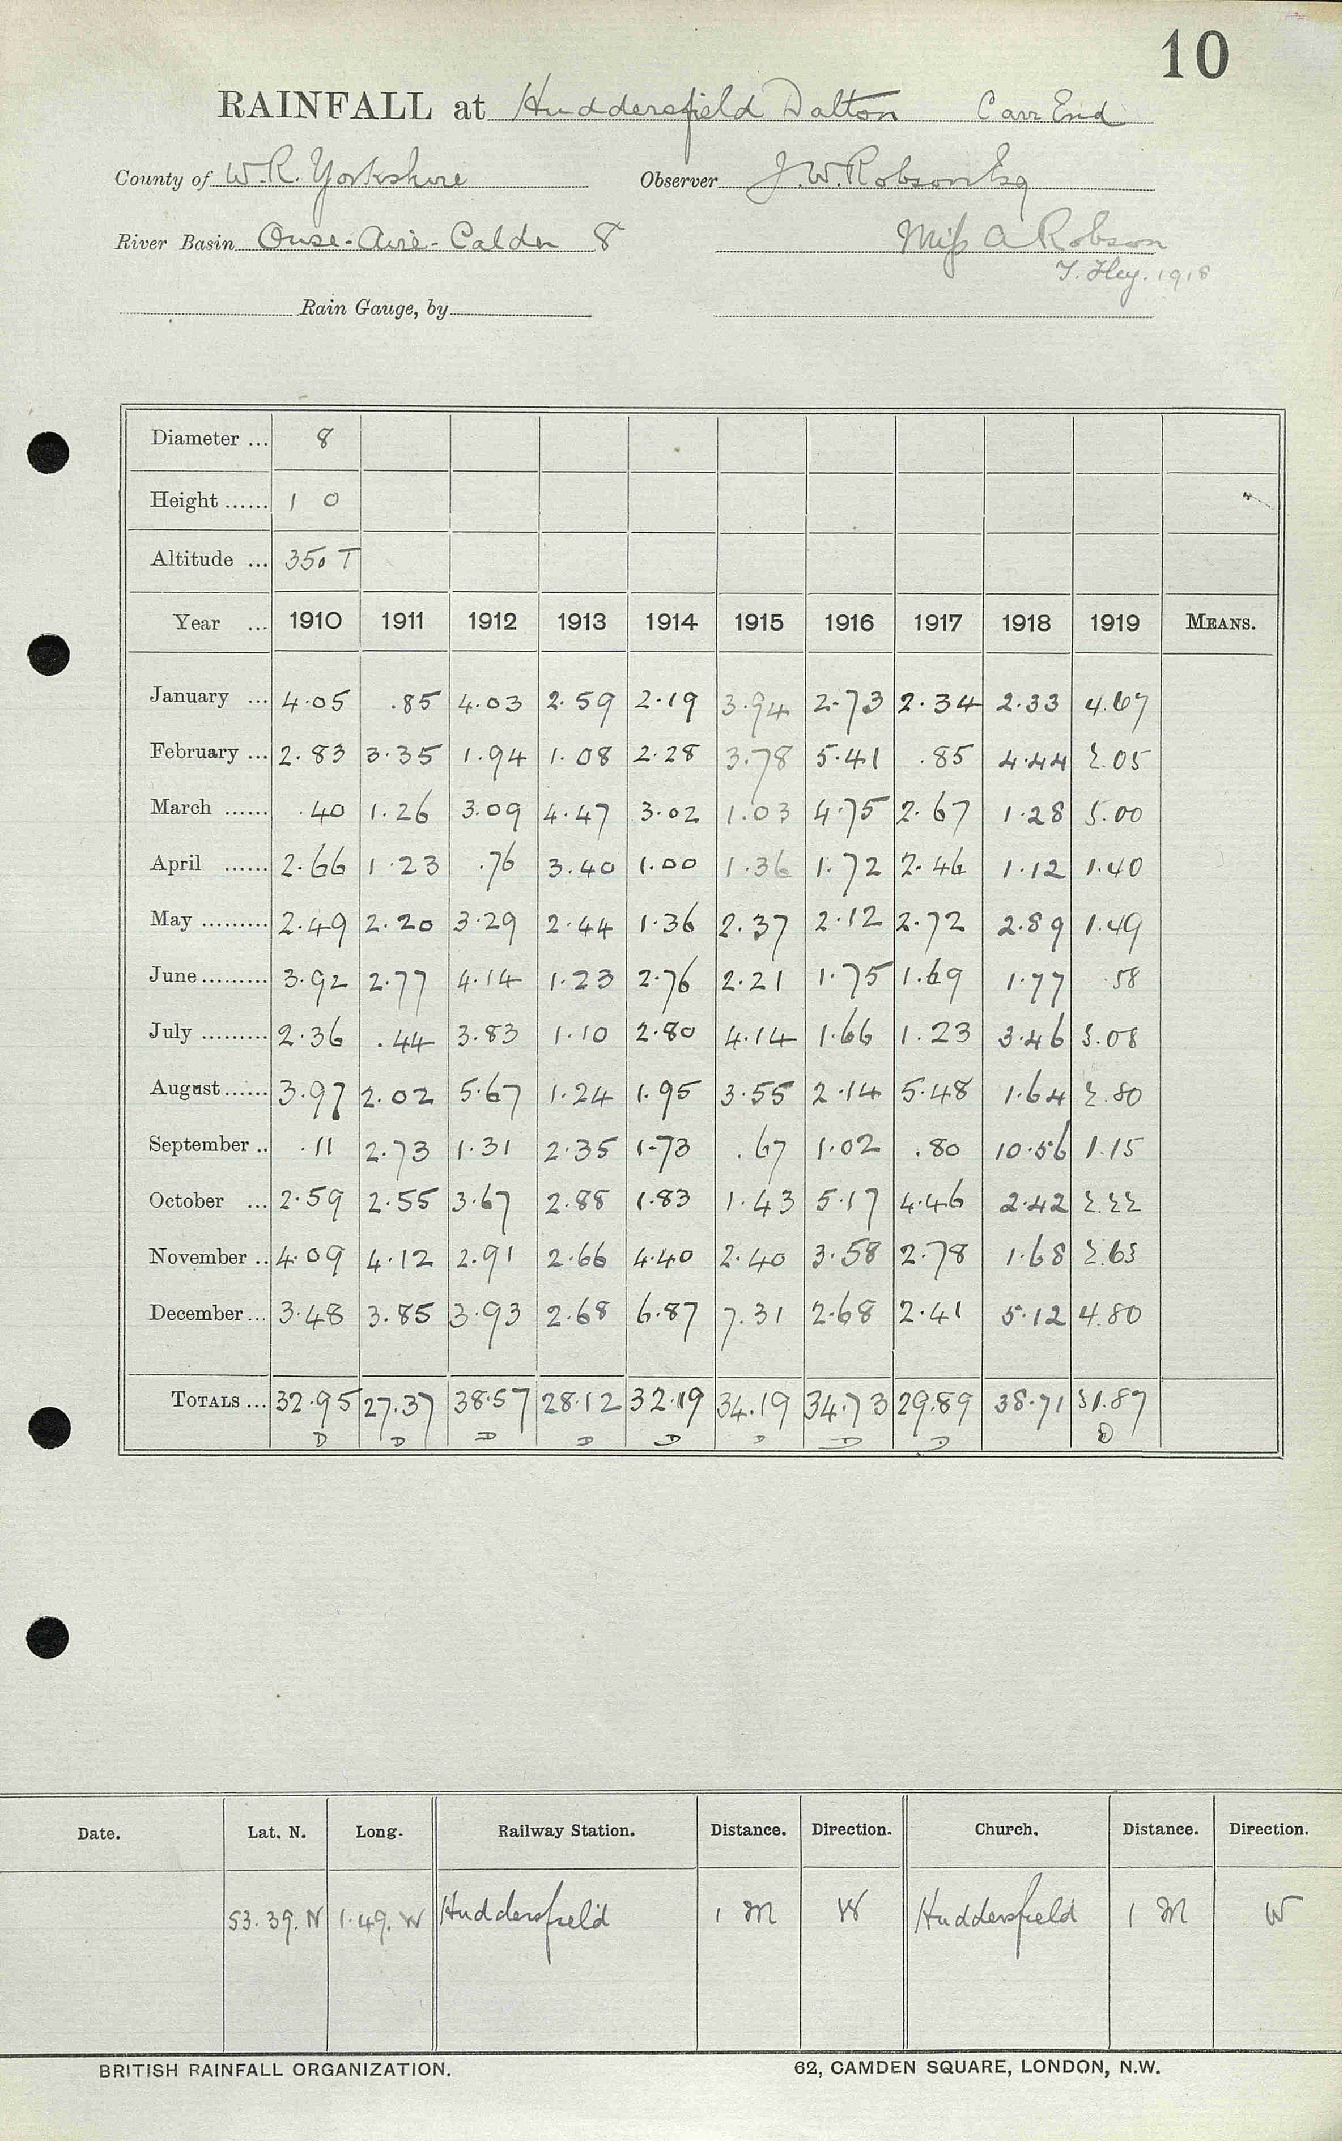 10
RAINFALL at Huddersfield Dalton Carr End
County of W.R. Yorkshire Observer J.W. Robson Esq
River Basin Ouse-Aire-Calder 8 Miss A Robson
T. Hey. 1918
Rain Gauge, by
Diameter ... 8
Height ...... 1 0
Altitude ... 350 T
Year ... 1910 1911 1912 1913 1914 1915 1916 1917 1918 1919 MEANS.
January ... 4.05 .85 4.03 2.59 2.19 3.94 2.73 2.34 2.33 4.67
February ... 2.83 3.35 1.94 1.08 2.28 3.78 5.41 .85 4.44 2.05
March ...... .40 1.26 3.09 4.47 3.02 1.03 4.75 2.67 1.28 5.00
April ...... 2.66 1.23 .76 3.40 1.00 1.36 1.72 2.46 1.12 1.40
May ......... 2.49 2.20 3.29 2.44 1.36 2.37 2.12 2.72 2.89 1.49
June ......... 3.92 2.77 4.14 1.23 2.76 2.21 1.75 1.69 1.77 .58
July ......... 2.36 .44 3.83 1.10 2.80 4.14 1.66 1.23 3.46 3.08
August ...... 3.97 2.02 5.67 1.24 1.95 3.55 2.14 5.48 1.64 2.80
September .. .11 2.73 1.31 2.35 1.73 .67 1.02 .80 10.56 1.15
October ... 2.59 2.55 3.67 2.88 1.83 1.43 5.17 4.46 2.42 2.22
November .. 4.09 4.12 2.91 2.66 4.40 2.40 3.58 2.78 1.68 2.63
December ... 3.48 3.85 3.93 2.68 6.87 7.31 2.68 2.41 5.12 4.80
TOTALS ... 32.95 27.37 38.57 28.12 32.19 34.19 34.73 29.89 38.71 31.87
D D D D D D D D D
Date. Lat. N. Long. Railway Station. Distance. Direction. Church. Distance. Direction.
53.39.N 1.49.W Huddersfield 1 M W Huddersfield 1 M W
BRITISH RAINFALL ORGANIZATION. 62, CAMDEN SQUARE, LONDON, N.W.